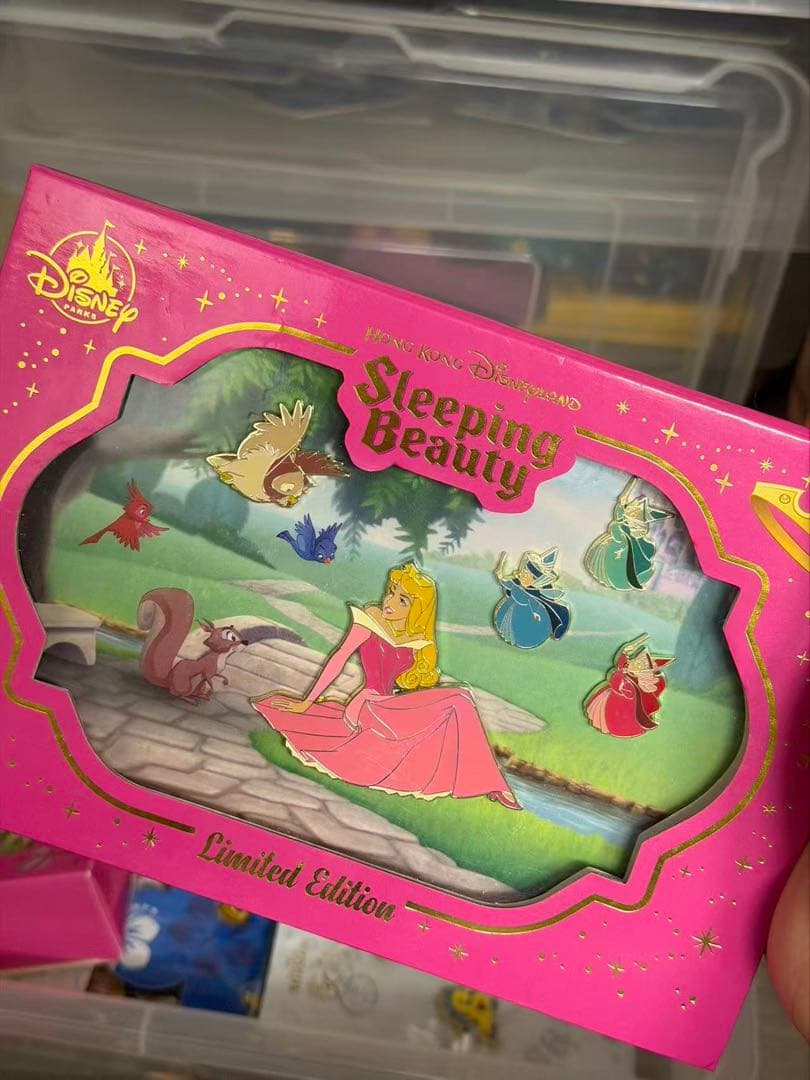 Disney
PARKS
HONG KONG DISNEYLAND
Sleeping
Beauty
Limited Edition